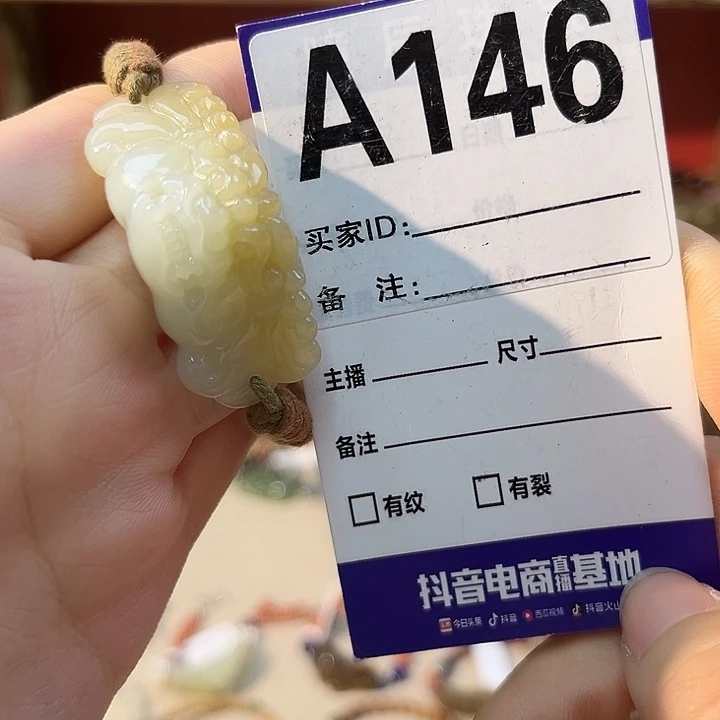 A146
买家ID:
备 注:
主播 尺寸
备注
有纹 有裂
抖音电商直播基地
今日头条 抖音 西瓜视频 抖音火山